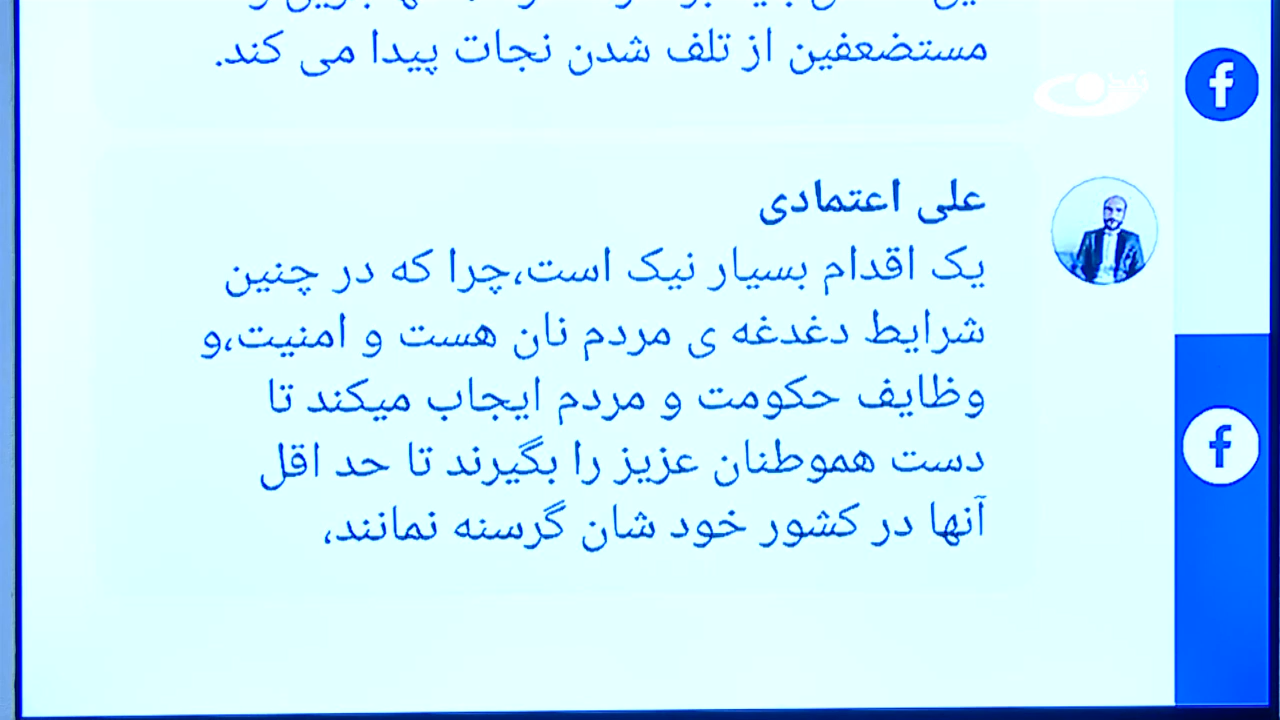 مستضعفین از تلف شدن نجات پیدا می کند.
علی اعتمادی
یک اقدام بسیار نیک است،چرا که در چنین
شرایط دغدغه ی مردم نان هست و امنیت،و
وظایف حکومت و مردم ایجاب میکند تا
دست هموطنان عزیز را بگیرند تا حد اقل
آنها در کشور خود شان گرسنه نمانند،